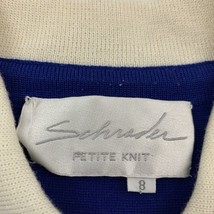 Schrader
PETITE KNIT
8